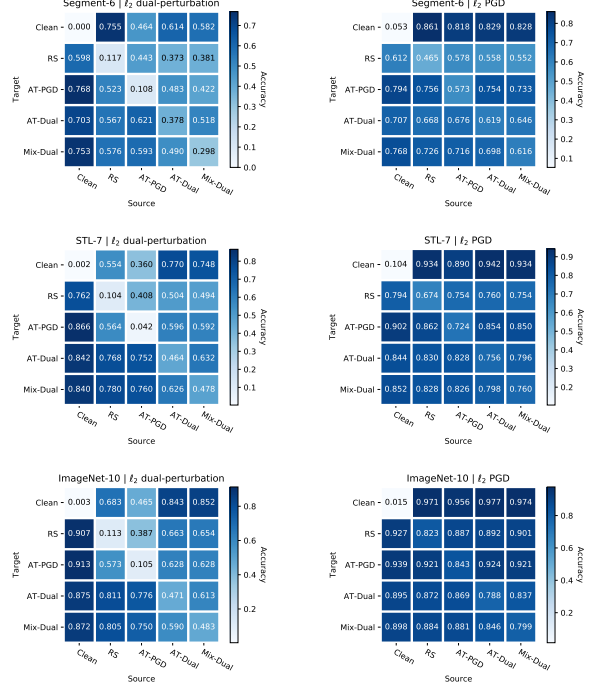 Segment-6 | ℓ2 dual-perturbation
Clean 0.000 0.755 0.464 0.614 0.582
RS 0.598 0.117 0.443 0.373 0.381
AT-PGD 0.768 0.523 0.108 0.483 0.422
AT-Dual 0.703 0.567 0.621 0.378 0.518
Mix-Dual 0.753 0.576 0.593 0.490 0.298
Clean RS AT-PGD AT-Dual Mix-Dual
Source
Target
0.7
0.6
0.5
0.4
0.3
0.2
0.1
0.0
Accuracy
Segment-6 | ℓ2 PGD
Clean 0.053 0.861 0.818 0.829 0.828
RS 0.612 0.465 0.578 0.558 0.552
AT-PGD 0.794 0.756 0.573 0.754 0.733
AT-Dual 0.707 0.668 0.676 0.619 0.646
Mix-Dual 0.768 0.726 0.716 0.698 0.616
Clean RS AT-PGD AT-Dual Mix-Dual
Source
Target
0.8
0.7
0.6
0.5
0.4
0.3
0.2
0.1
Accuracy
STL-7 | ℓ2 dual-perturbation
Clean 0.002 0.554 0.360 0.770 0.748
RS 0.762 0.104 0.408 0.504 0.494
AT-PGD 0.866 0.564 0.042 0.596 0.592
AT-Dual 0.842 0.768 0.752 0.464 0.632
Mix-Dual 0.840 0.780 0.760 0.626 0.478
Clean RS AT-PGD AT-Dual Mix-Dual
Source
Target
0.8
0.7
0.6
0.5
0.4
0.3
0.2
0.1
Accuracy
STL-7 | ℓ2 PGD
Clean 0.104 0.934 0.890 0.942 0.934
RS 0.794 0.674 0.754 0.760 0.754
AT-PGD 0.902 0.862 0.724 0.854 0.850
AT-Dual 0.844 0.830 0.828 0.756 0.796
Mix-Dual 0.852 0.828 0.826 0.798 0.760
Clean RS AT-PGD AT-Dual Mix-Dual
Source
Target
0.8
0.6
0.4
0.2
Accuracy
ImageNet-10 | ℓ2 dual-perturbation
Clean 0.003 0.683 0.465 0.843 0.852
RS 0.907 0.113 0.387 0.663 0.654
AT-PGD 0.913 0.573 0.105 0.628 0.628
AT-Dual 0.875 0.811 0.776 0.471 0.613
Mix-Dual 0.872 0.805 0.750 0.590 0.483
Clean RS AT-PGD AT-Dual Mix-Dual
Source
Target
0.8
0.6
0.4
0.2
Accuracy
ImageNet-10 | ℓ2 PGD
Clean 0.015 0.971 0.956 0.977 0.974
RS 0.927 0.823 0.887 0.892 0.901
AT-PGD 0.939 0.921 0.843 0.924 0.921
AT-Dual 0.895 0.872 0.869 0.788 0.837
Mix-Dual 0.898 0.884 0.881 0.846 0.799
Clean RS AT-PGD AT-Dual Mix-Dual
Source
Target
0.8
0.6
0.4
0.2
Accuracy